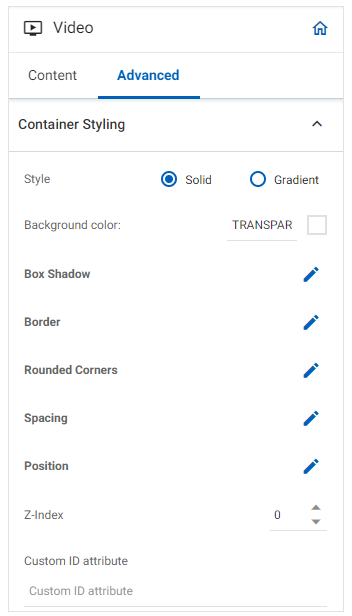 Video
Content Advanced
Container Styling
Style Solid Gradient
Background color: TRANSPAR
Box Shadow
Border
Rounded Corners
Spacing
Position
Z-Index 0
Custom ID attribute
Custom ID attribute